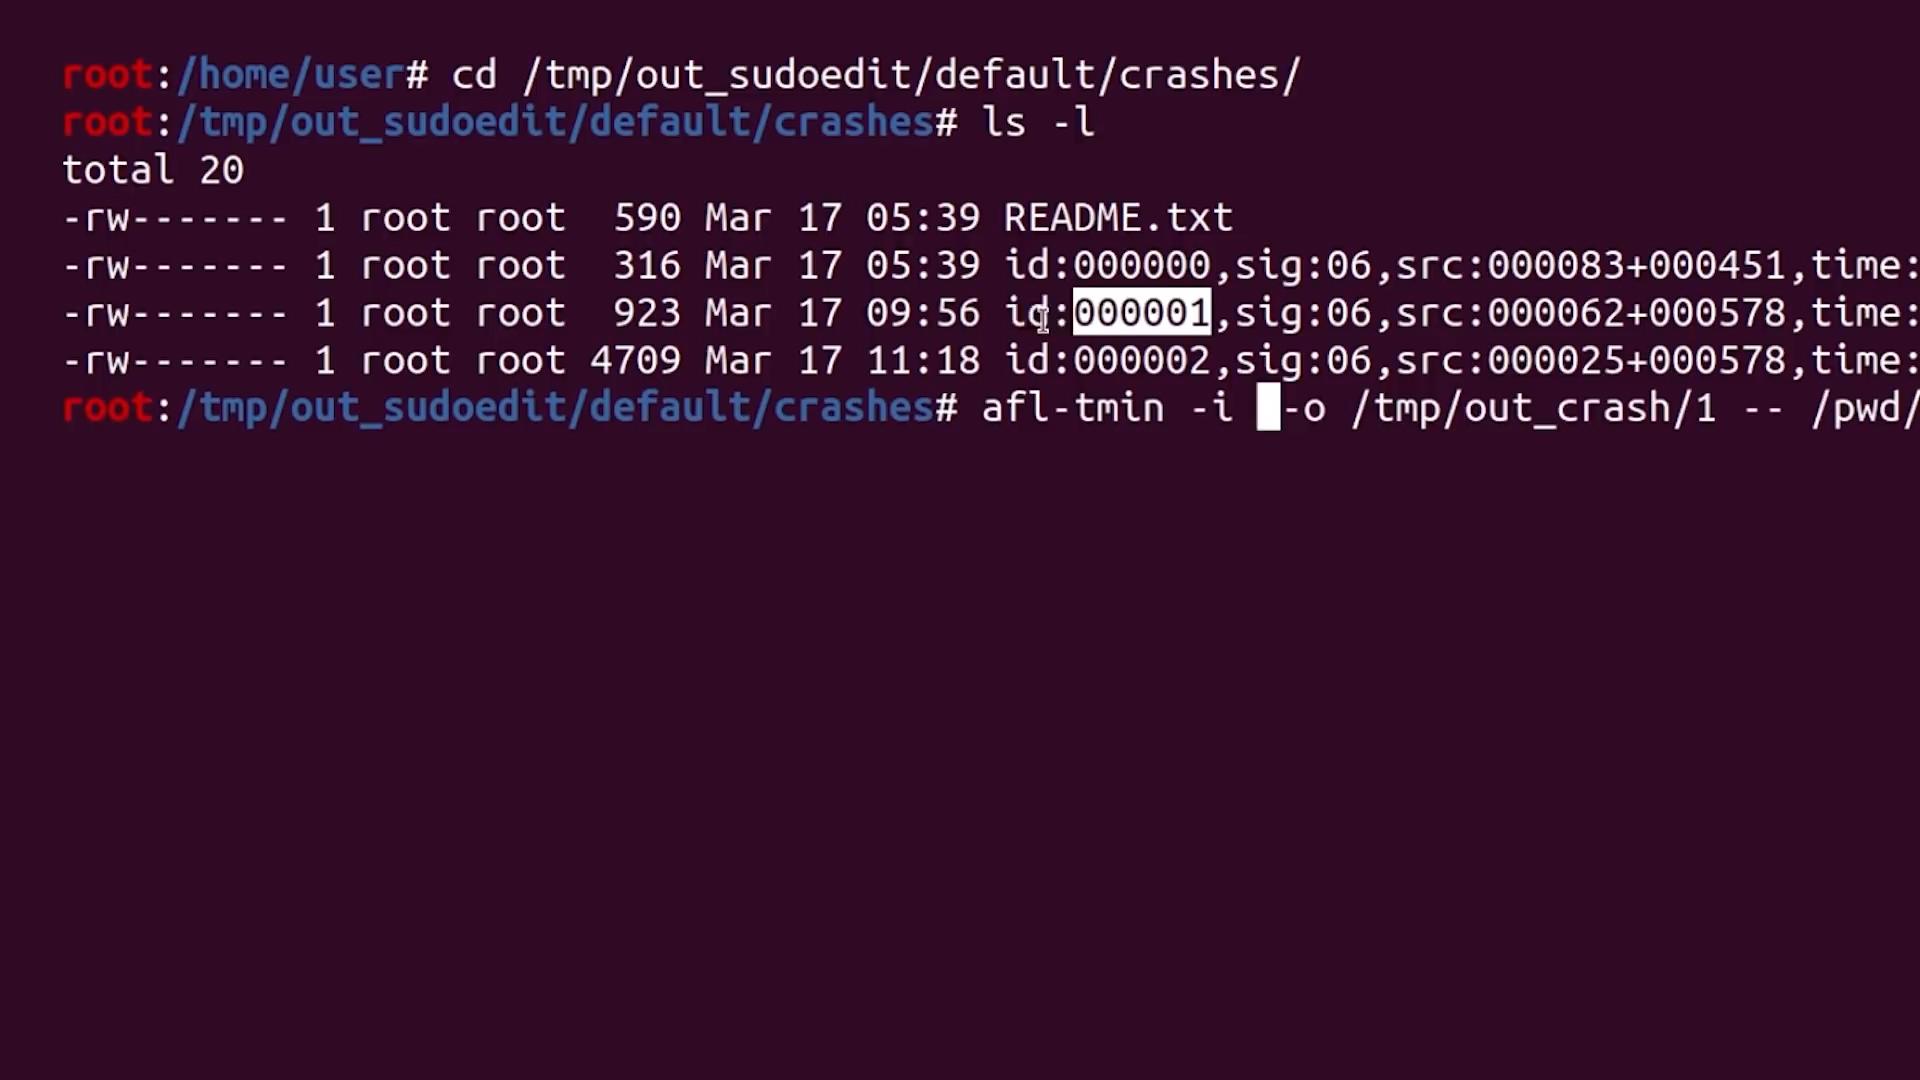 root:/home/user# cd /tmp/out_sudoedit/default/crashes/
root:/tmp/out_sudoedit/default/crashes# ls -l
total 20
-rw------- 1 root root  590 Mar 17 05:39 README.txt
-rw------- 1 root root  316 Mar 17 05:39 id:000000,sig:06,src:000083+000451,time:
-rw------- 1 root root  923 Mar 17 09:56 id:000001,sig:06,src:000062+000578,time:
-rw------- 1 root root 4709 Mar 17 11:18 id:000002,sig:06,src:000025+000578,time:
root:/tmp/out_sudoedit/default/crashes# afl-tmin -i -o /tmp/out_crash/1 -- /pwd/